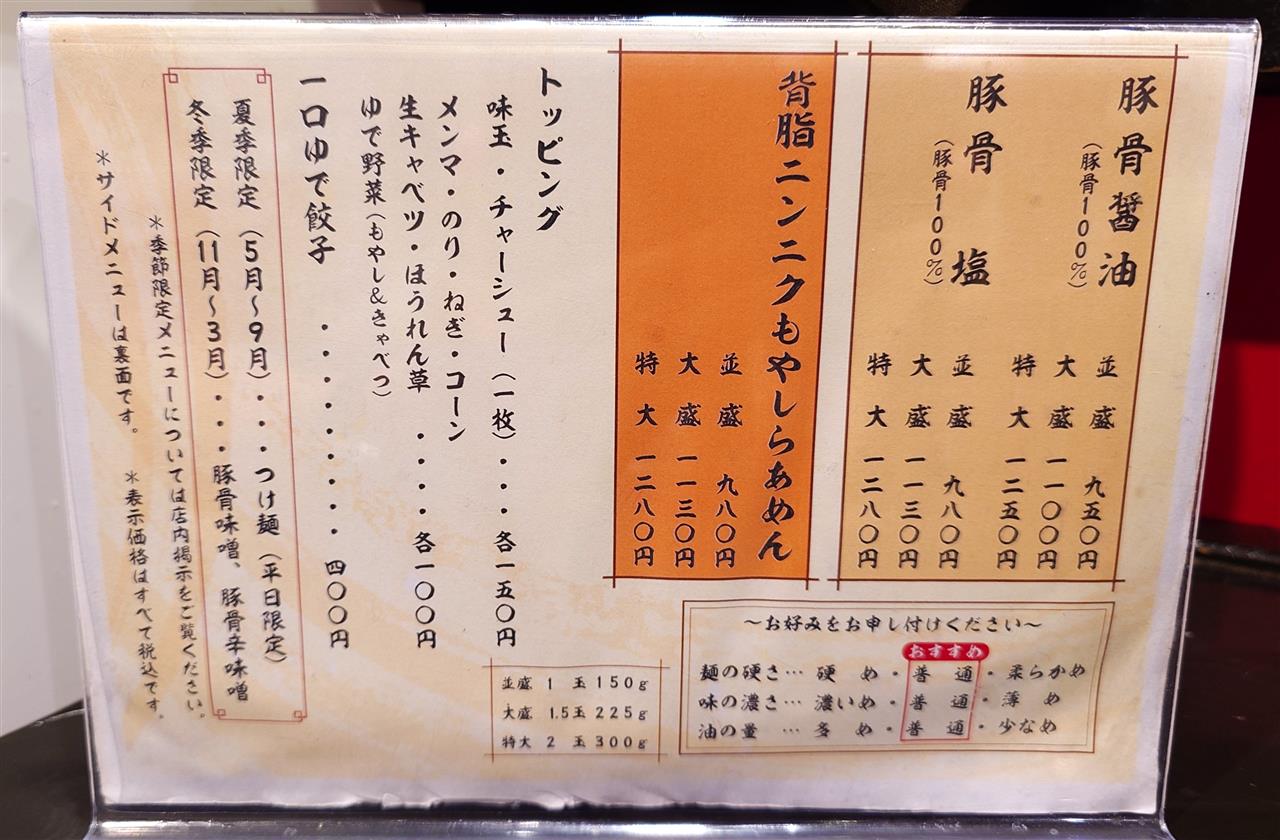 豚骨醤油
(豚骨100%)
並盛 九五〇円
大盛 一一〇〇円
特大 一二五〇円
豚骨 塩
(豚骨100%)
並盛 九八〇円
大盛 一一三〇円
特大 一二八〇円
背脂ニンニクもやしらあめん
並盛 九八〇円
大盛 一一三〇円
特大 一二八〇円
〜お好みをお申し付けください〜
おすすめ
麺の硬さ…硬 め・普 通・柔らかめ
味の濃さ…濃いめ・普 通・薄 め
油の量 …多 め・普 通・少なめ
トッピング
味玉・チャーシュー(一枚)・・・各一五〇円
メンマ・のり・ねぎ・コーン
生キャベツ・ほうれん草・・・・各一〇〇円
ゆで野菜(もやし&きゃべつ)
一口ゆで餃子・・・・・・・・・四〇〇円
並盛 1 玉 150g
大盛 1.5玉 225g
特大 2 玉 300g
夏季限定(5月〜9月)・・・つけ麺(平日限定)
冬季限定(11月〜3月)・・・豚骨味噌、豚骨辛味噌
*季節限定メニューについては店内掲示をご覧ください。
*サイドメニューは裏面です。 *表示価格はすべて税込です。